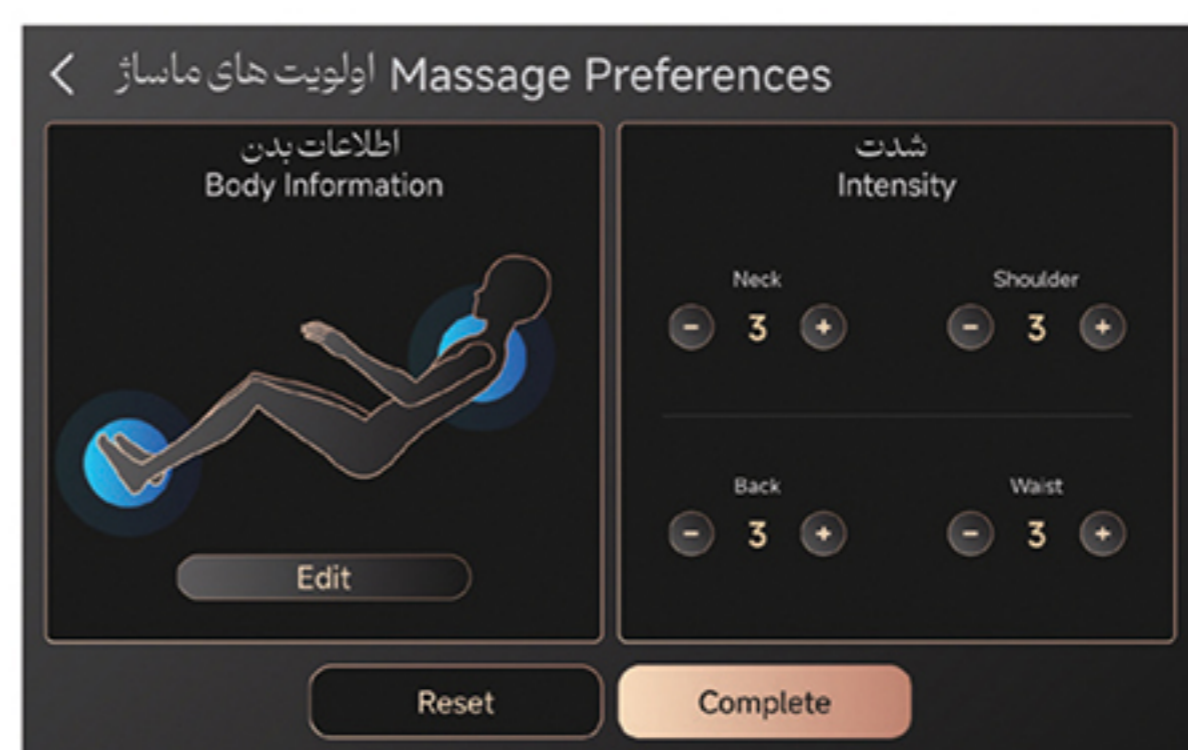 اولویت های ماساژ Massage Preferences
اطلاعات بدن
Body Information
Edit
شدت
Intensity
Neck
Shoulder
- 3 +
- 3 +
Back
Waist
- 3 +
- 3 +
Reset
Complete